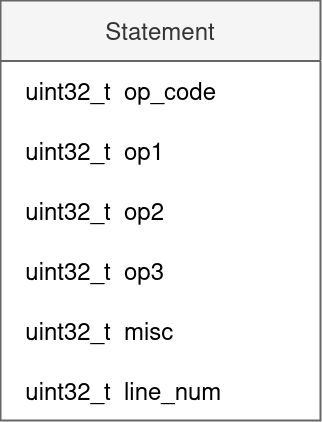 Statement
uint32_t op_code
uint32_t op1
uint32_t op2
uint32_t op3
uint32_t misc
uint32_t line_num